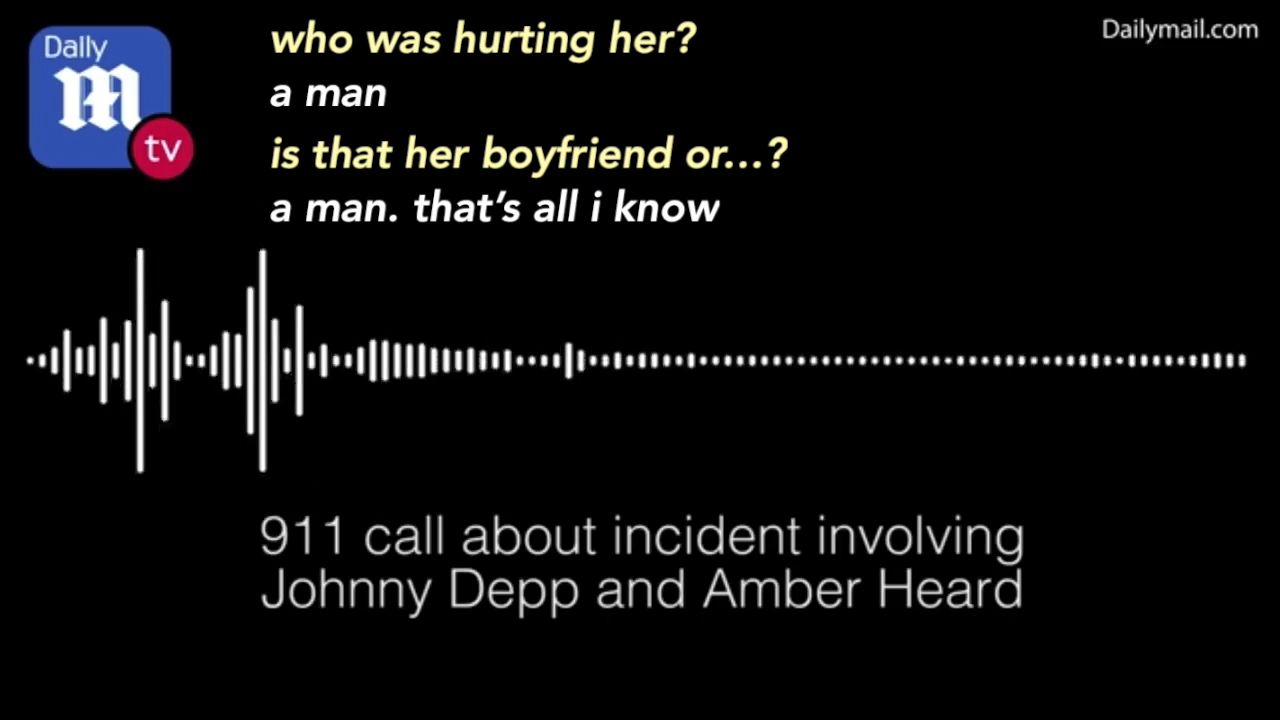 Daily
M
tv
Dailymail.com
who was hurting her?
a man
is that her boyfriend or...?
a man. that's all i know
911 call about incident involving
Johnny Depp and Amber Heard